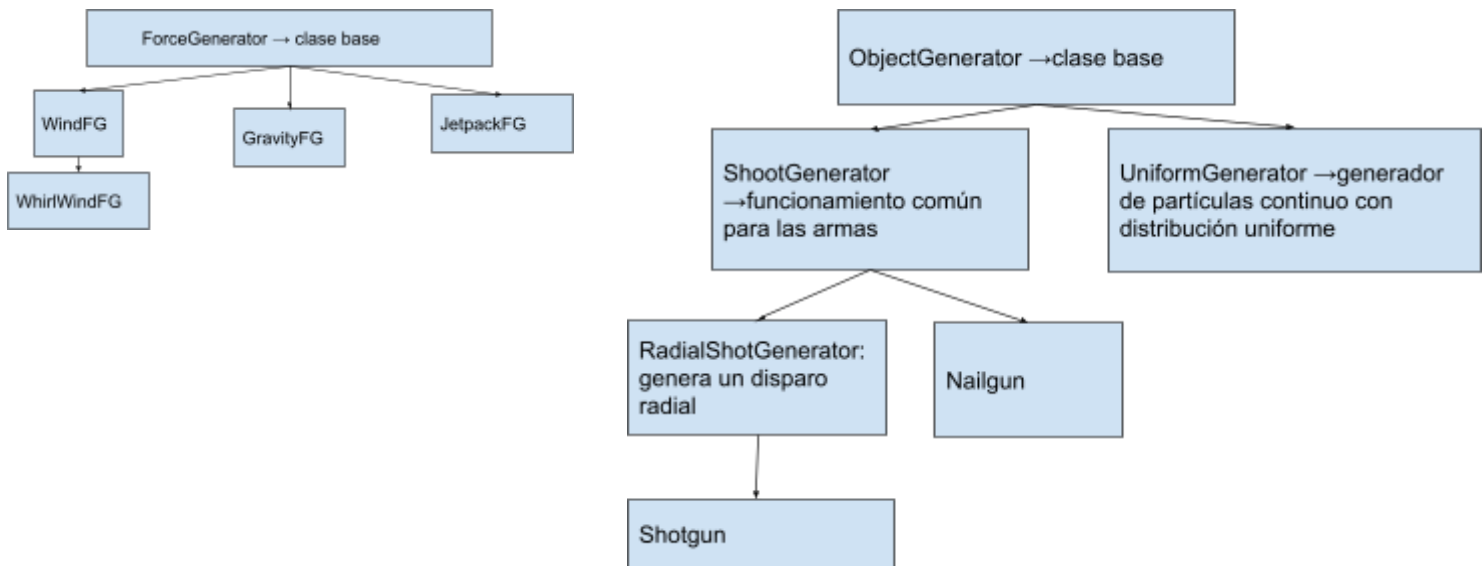 ForceGenerator → clase base
WindFG
GravityFG
JetpackFG
WhirlWindFG
ObjectGenerator →clase base
ShootGenerator
→funcionamiento común
para las armas
UniformGenerator →generador
de partículas continuo con
distribución uniforme
RadialShotGenerator:
genera un disparo
radial
Nailgun
Shotgun